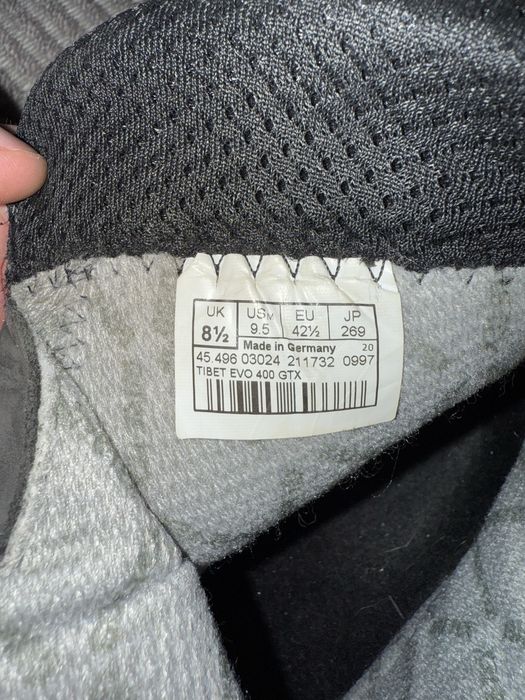 UK USM EU JP
8½ 9.5 42½ 269
Made in Germany 20
45.496 03024 211732 0997
TIBET EVO 400 GTX